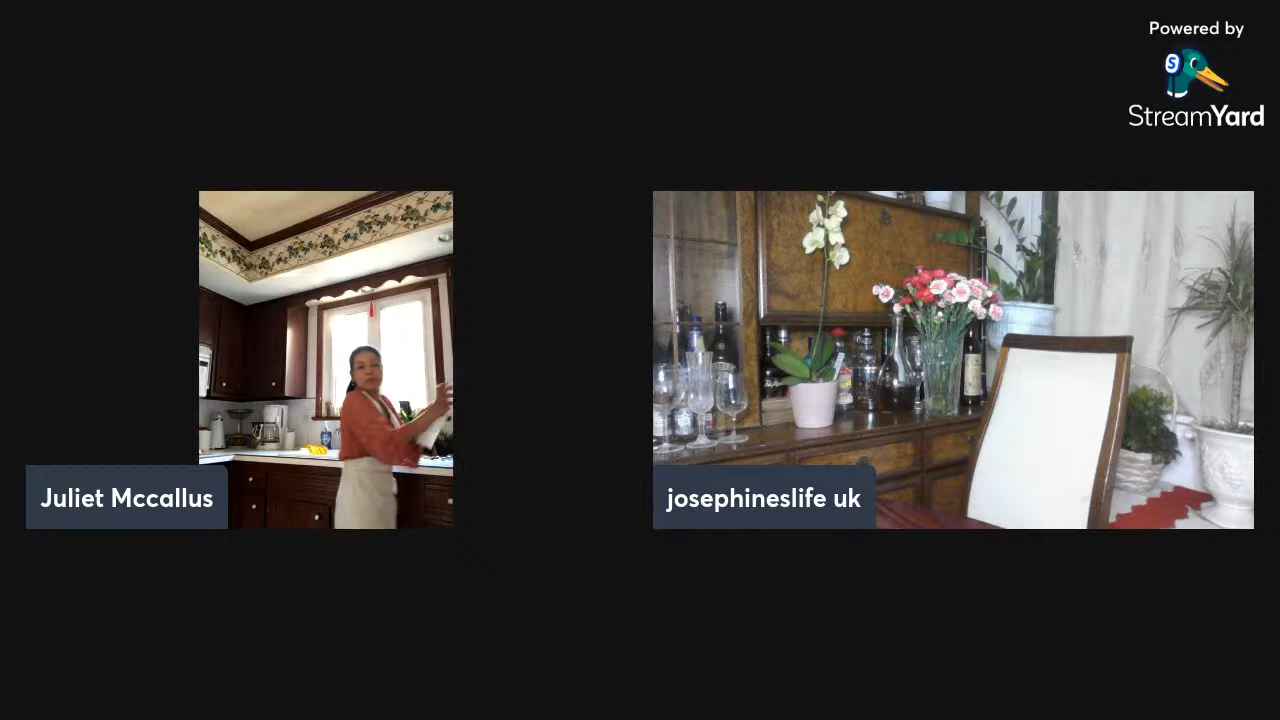 Powered by
S
StreamYard
Juliet Mccallus
josephineslife uk